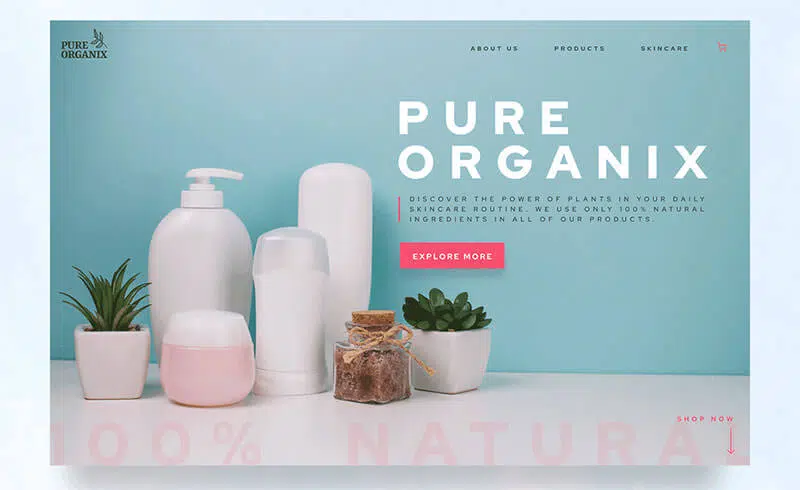 PURE
ORGANIX
ABOUT US
PRODUCTS
SKINCARE
PURE
ORGANIX
DISCOVER THE POWER OF PLANTS IN YOUR DAILY
SKINCARE ROUTINE. WE USE ONLY 100% NATURAL
INGREDIENTS IN ALL OF OUR PRODUCTS.
EXPLORE MORE
SHOP NOW
100% NATURAL